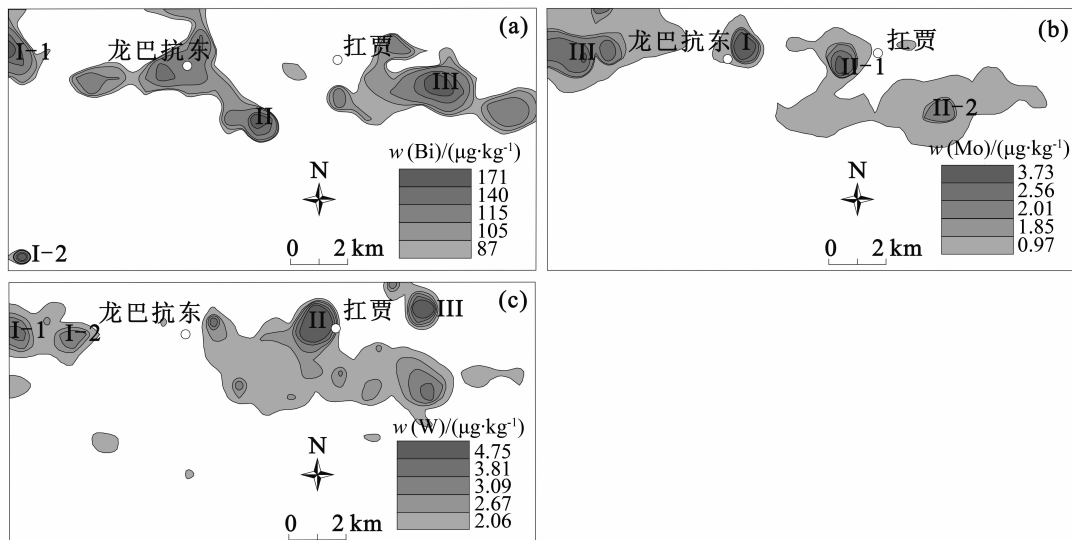 (a)
I-1
龙巴抗东
扛贾
III
II
w (Bi)/(μg·kg⁻¹)
171
140
115
105
87
N
0 2 km
I-2
(b)
III
龙巴抗东
I
扛贾
II-1
II-2
w (Mo)/(μg·kg⁻¹)
3.73
2.56
2.01
1.85
0.97
N
0 2 km
(c)
I-1
I-2
龙巴抗东
II
扛贾
III
w (W)/(μg·kg⁻¹)
4.75
3.81
3.09
2.67
2.06
N
0 2 km